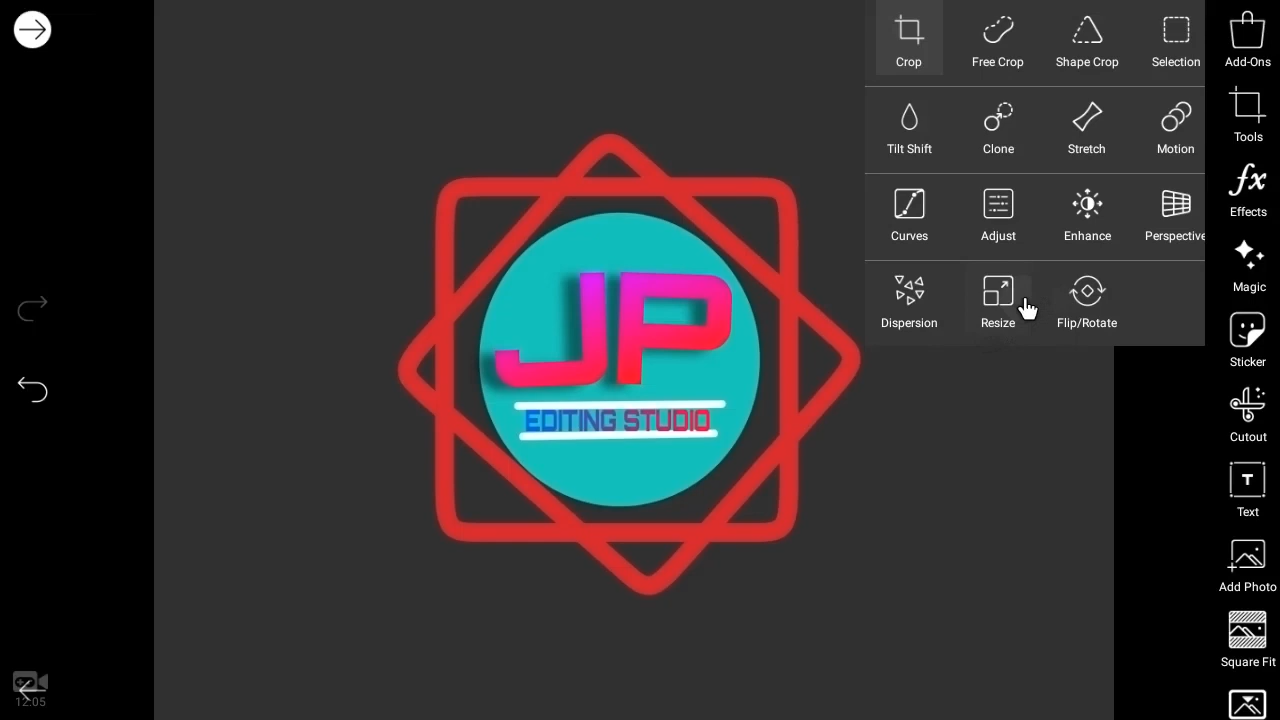 Crop Free Crop Shape Crop Selection Add-Ons
Tilt Shift Clone Stretch Motion Tools
Curves Adjust Enhance Perspective Effects
Dispersion Resize Flip/Rotate Magic
Sticker
Cutout
T
Text
Add Photo
Square Fit
JP
EDITING STUDIO
12:05